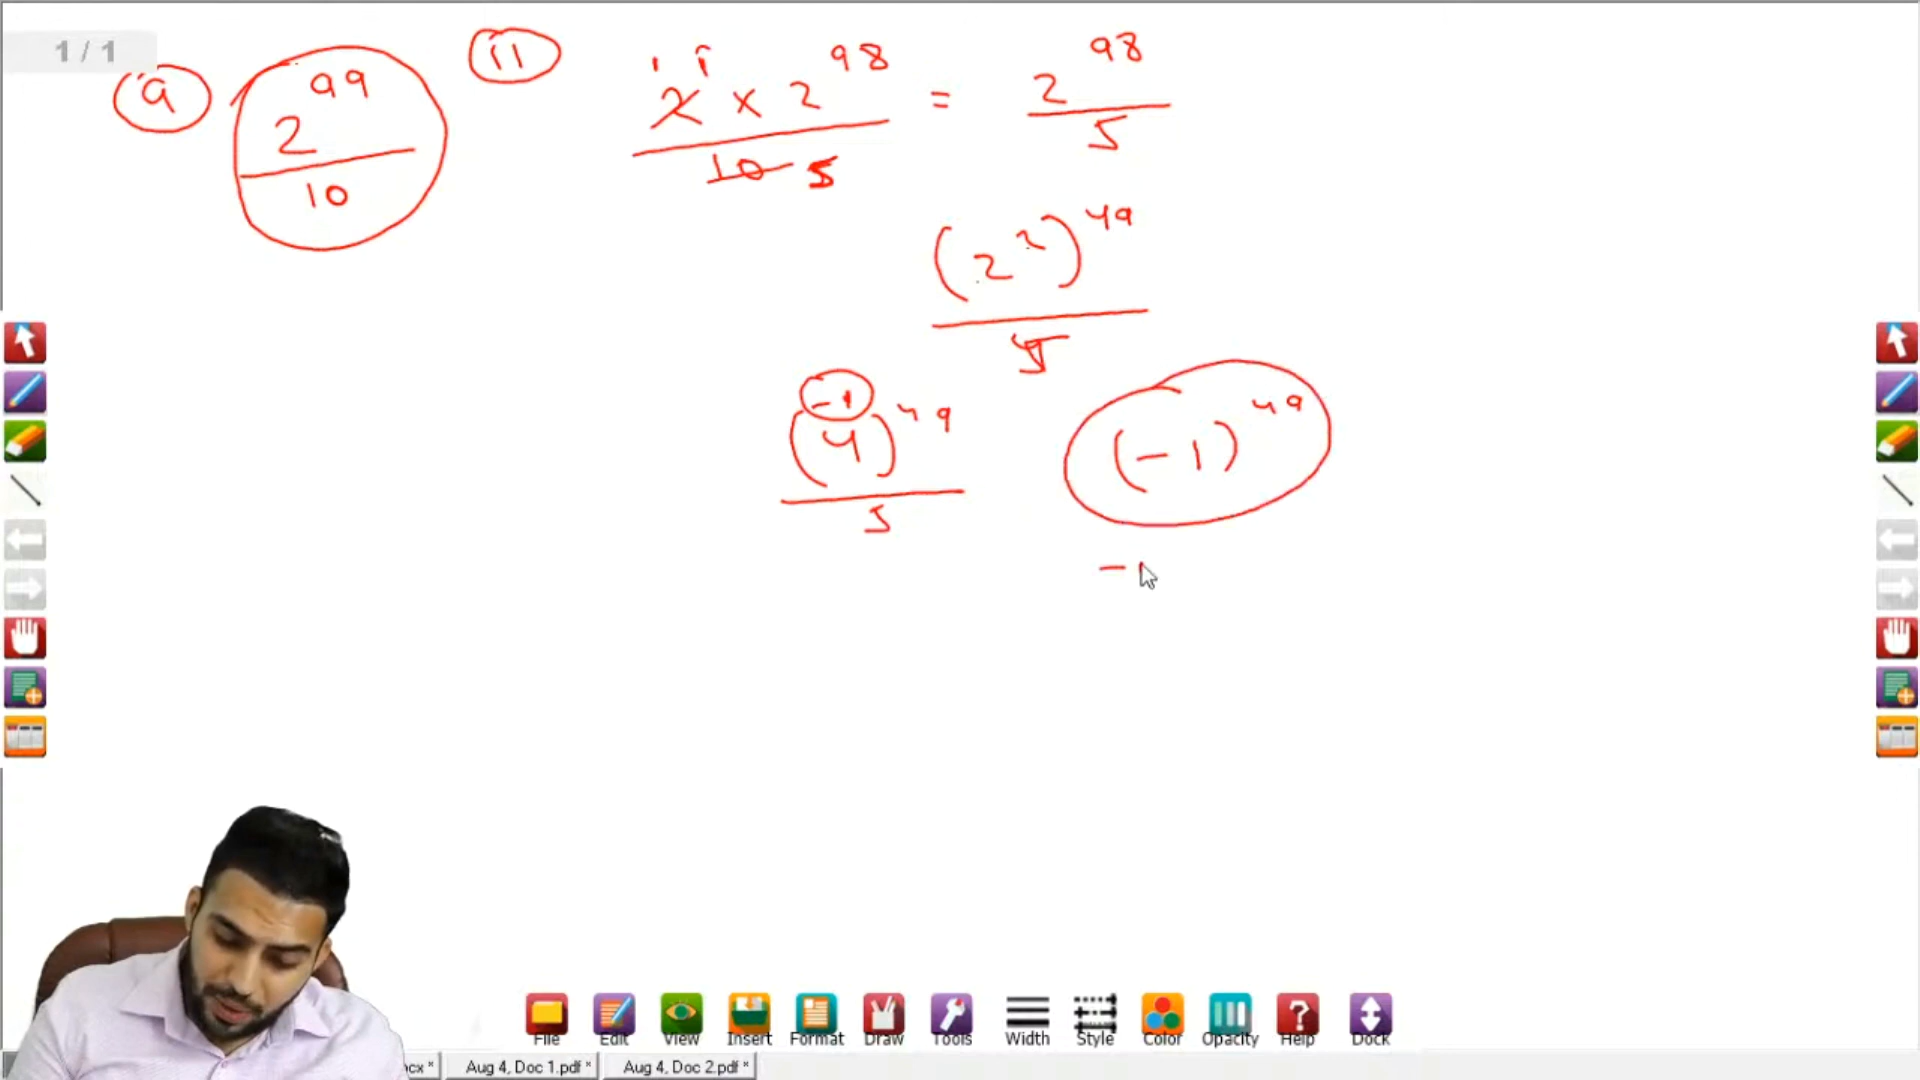 1 / 1
9
2^99 / 10
11
2^1 × 2^98 / 10 5 = 2^98 / 5
(2^2)^49 / 5
-1
(4)^49 / 5
(-1)^49
-1
File Edit View Insert Format Draw Tools Width Style Color Opacity Help Dock
cx * Aug 4, Doc 1.pdf * Aug 4, Doc 2.pdf *